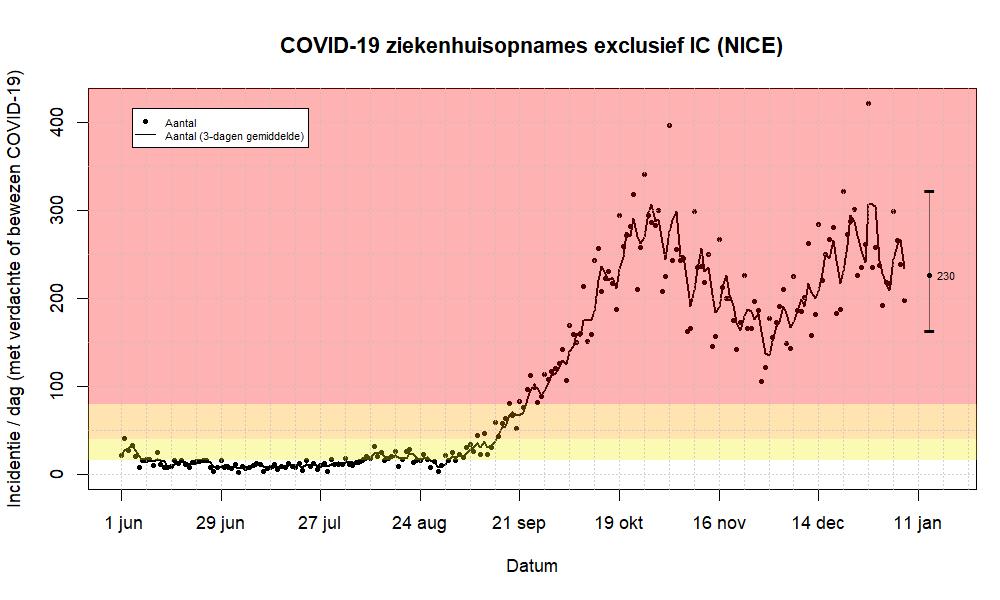 COVID-19 ziekenhuisopnames exclusief IC (NICE)
Incidentie / dag (met verdachte of bewezen COVID-19)
400
300
200
100
0
Aantal
Aantal (3-dagen gemiddelde)
230
1 jun 29 jun 27 jul 24 aug 21 sep 19 okt 16 nov 14 dec 11 jan
Datum